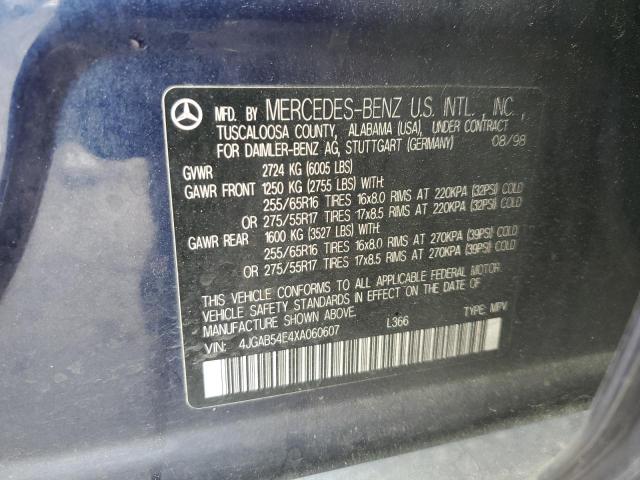 MFD. BY MERCEDES-BENZ U.S. INTL., INC.,
TUSCALOOSA COUNTY, ALABAMA (USA), UNDER CONTRACT
FOR DAIMLER-BENZ AG, STUTTGART (GERMANY) 08/98
GVWR 2724 KG (6005 LBS)
GAWR FRONT 1250 KG (2755 LBS) WITH:
255/65R16 TIRES 16x8.0 RIMS AT 220KPA (32PSI) COLD
OR 275/55R17 TIRES 17x8.5 RIMS AT 220KPA (32PSI) COLD
GAWR REAR 1600 KG (3527 LBS) WITH:
255/65R16 TIRES 16x8.0 RIMS AT 270KPA (39PSI) COLD
OR 275/55R17 TIRES 17x8.5 RIMS AT 270KPA (39PSI) COLD
THIS VEHICLE CONFORMS TO ALL APPLICABLE FEDERAL MOTOR
VEHICLE SAFETY STANDARDS IN EFFECT ON THE DATE OF
MANUFACTURE SHOWN ABOVE.
VIN: 4JGAB54E4XA060607 L366 TYPE: MPV